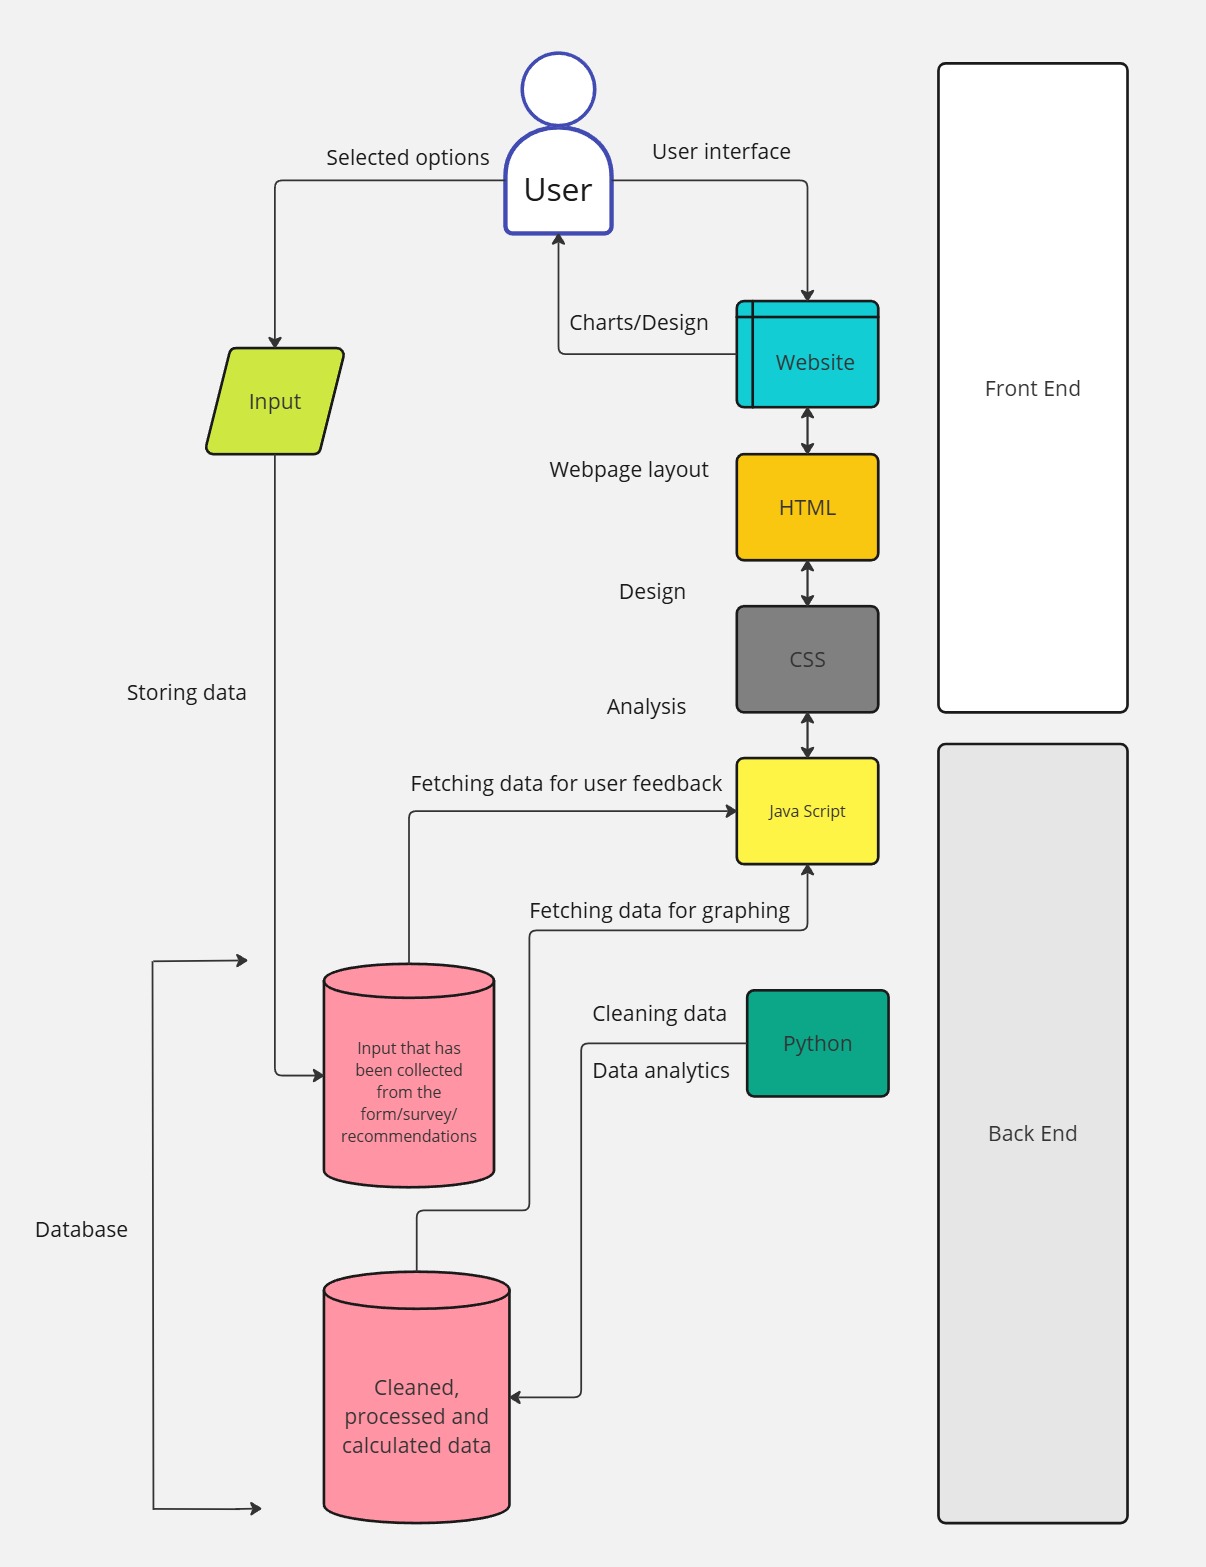 Selected options
User interface
User
Charts/Design
Website
Input
Front End
Webpage layout
HTML
Design
CSS
Storing data
Analysis
Fetching data for user feedback
Java Script
Fetching data for graphing
Cleaning data
Python
Data analytics
Input that has
been collected
from the
form/survey/
recommendations
Back End
Database
Cleaned,
processed and
calculated data